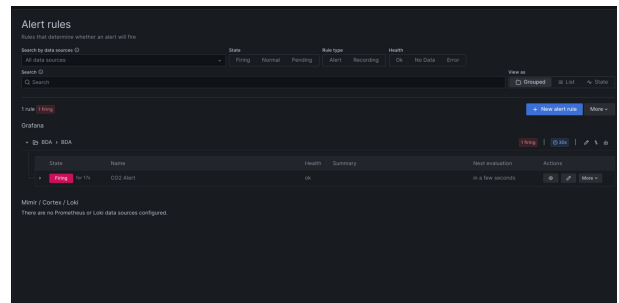 Alert rules
Rules that determine whether an alert will fire
Search by data sources
State
Rule type
Health
All data sources
Firing Normal Pending
Alert Recording
Ok No Data Error
Search
View as
Search
Grouped List State
1 rule 1 firing
+ New alert rule More
Grafana
BDA > BDA
1 firing | 30s |
State Name Health Summary Next evaluation Actions
Firing for 17s CO2 Alert ok in a few seconds More
Mimir / Cortex / Loki
There are no Prometheus or Loki data sources configured.